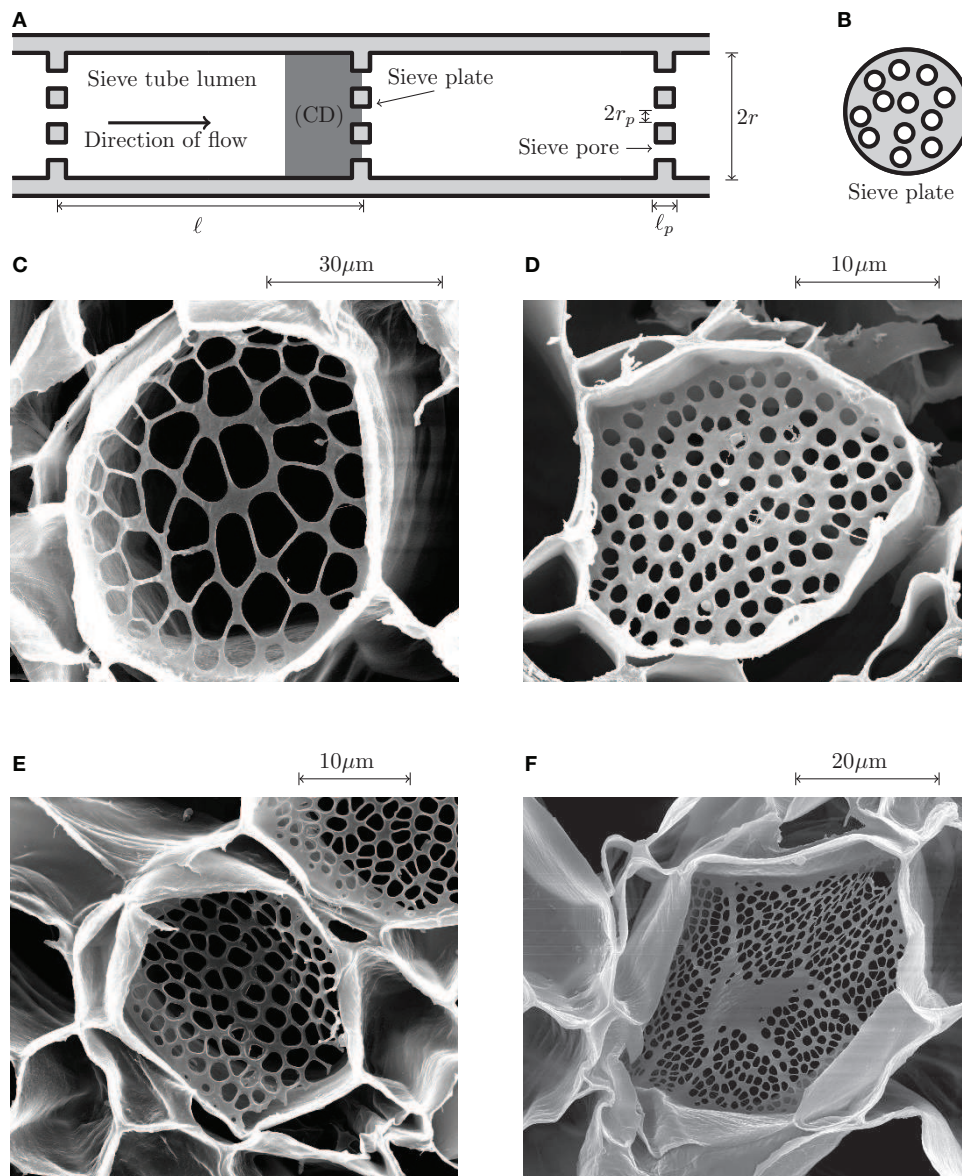 A
B
Sieve tube lumen
Sieve plate
(CD)
2r_p
2r
Direction of flow
Sieve pore
Sieve plate
ℓ
ℓ_p
C
30μm
D
10μm
E
10μm
F
20μm